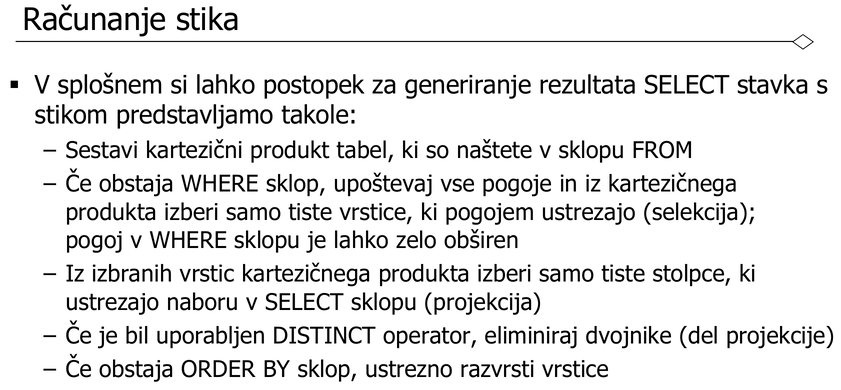 Računanje stika
▪ V splošnem si lahko postopek za generiranje rezultata SELECT stavka s
stikom predstavljamo takole:
– Sestavi kartezični produkt tabel, ki so naštete v sklopu FROM
– Če obstaja WHERE sklop, upoštevaj vse pogoje in iz kartezičnega
produkta izberi samo tiste vrstice, ki pogojem ustrezajo (selekcija);
pogoj v WHERE sklopu je lahko zelo obširen
– Iz izbranih vrstic kartezičnega produkta izberi samo tiste stolpce, ki
ustrezajo naboru v SELECT sklopu (projekcija)
– Če je bil uporabljen DISTINCT operator, eliminiraj dvojnike (del projekcije)
– Če obstaja ORDER BY sklop, ustrezno razvrsti vrstice